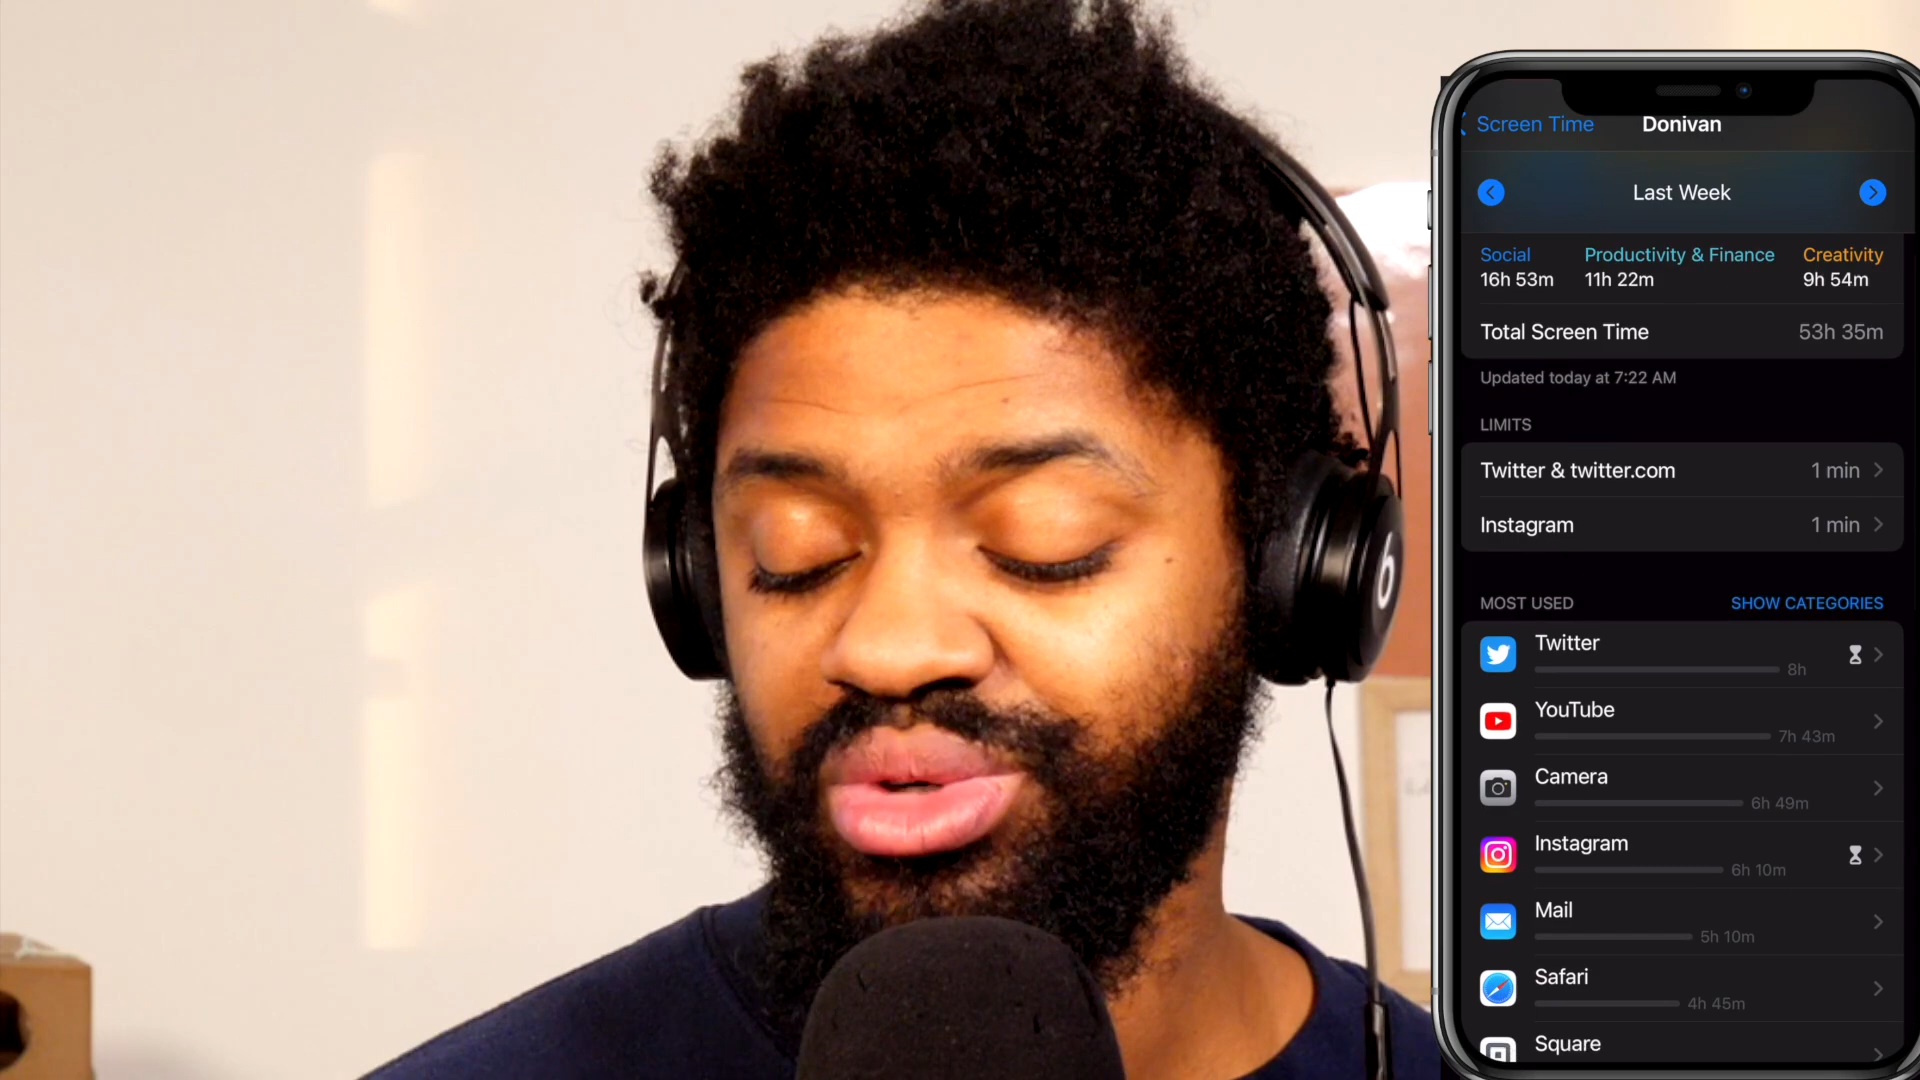 Screen Time Donivan
Last Week
Social Productivity & Finance Creativity
16h 53m 11h 22m 9h 54m
Total Screen Time 53h 35m
Updated today at 7:22 AM
LIMITS
Twitter & twitter.com 1 min
Instagram 1 min
MOST USED SHOW CATEGORIES
Twitter
8h
YouTube
7h 43m
Camera
6h 49m
Instagram
6h 10m
Mail
5h 10m
Safari
4h 45m
Square